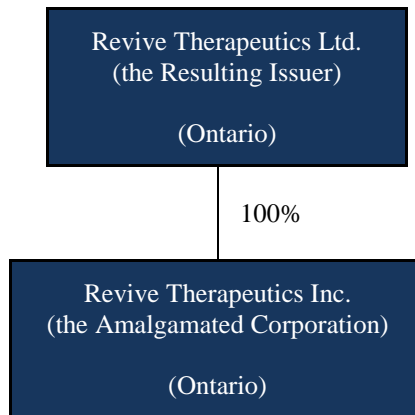 Revive Therapeutics Ltd.
(the Resulting Issuer)
(Ontario)
100%
Revive Therapeutics Inc.
(the Amalgamated Corporation)
(Ontario)